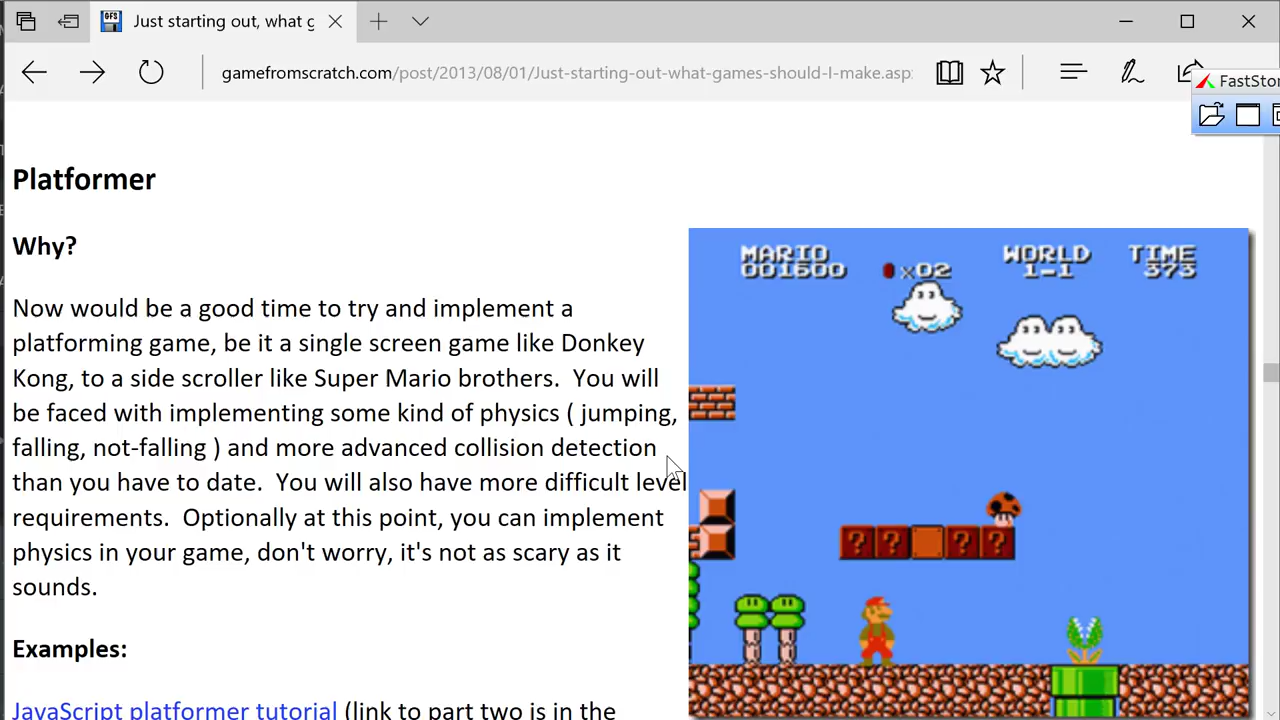 Just starting out, what g
gamefromscratch.com/post/2013/08/01/Just-starting-out-what-games-should-I-make.asp
FastSto
Platformer
Why?
Now would be a good time to try and implement a
platforming game, be it a single screen game like Donkey
Kong, to a side scroller like Super Mario brothers.  You will
be faced with implementing some kind of physics ( jumping,
falling, not-falling ) and more advanced collision detection
than you have to date.  You will also have more difficult level
requirements.  Optionally at this point, you can implement
physics in your game, don't worry, it's not as scary as it
sounds.
Examples:
JavaScript platformer tutorial (link to part two is in the
MARIO WORLD TIME
001600 x02 1-1 373
? ? ? ?
GFS